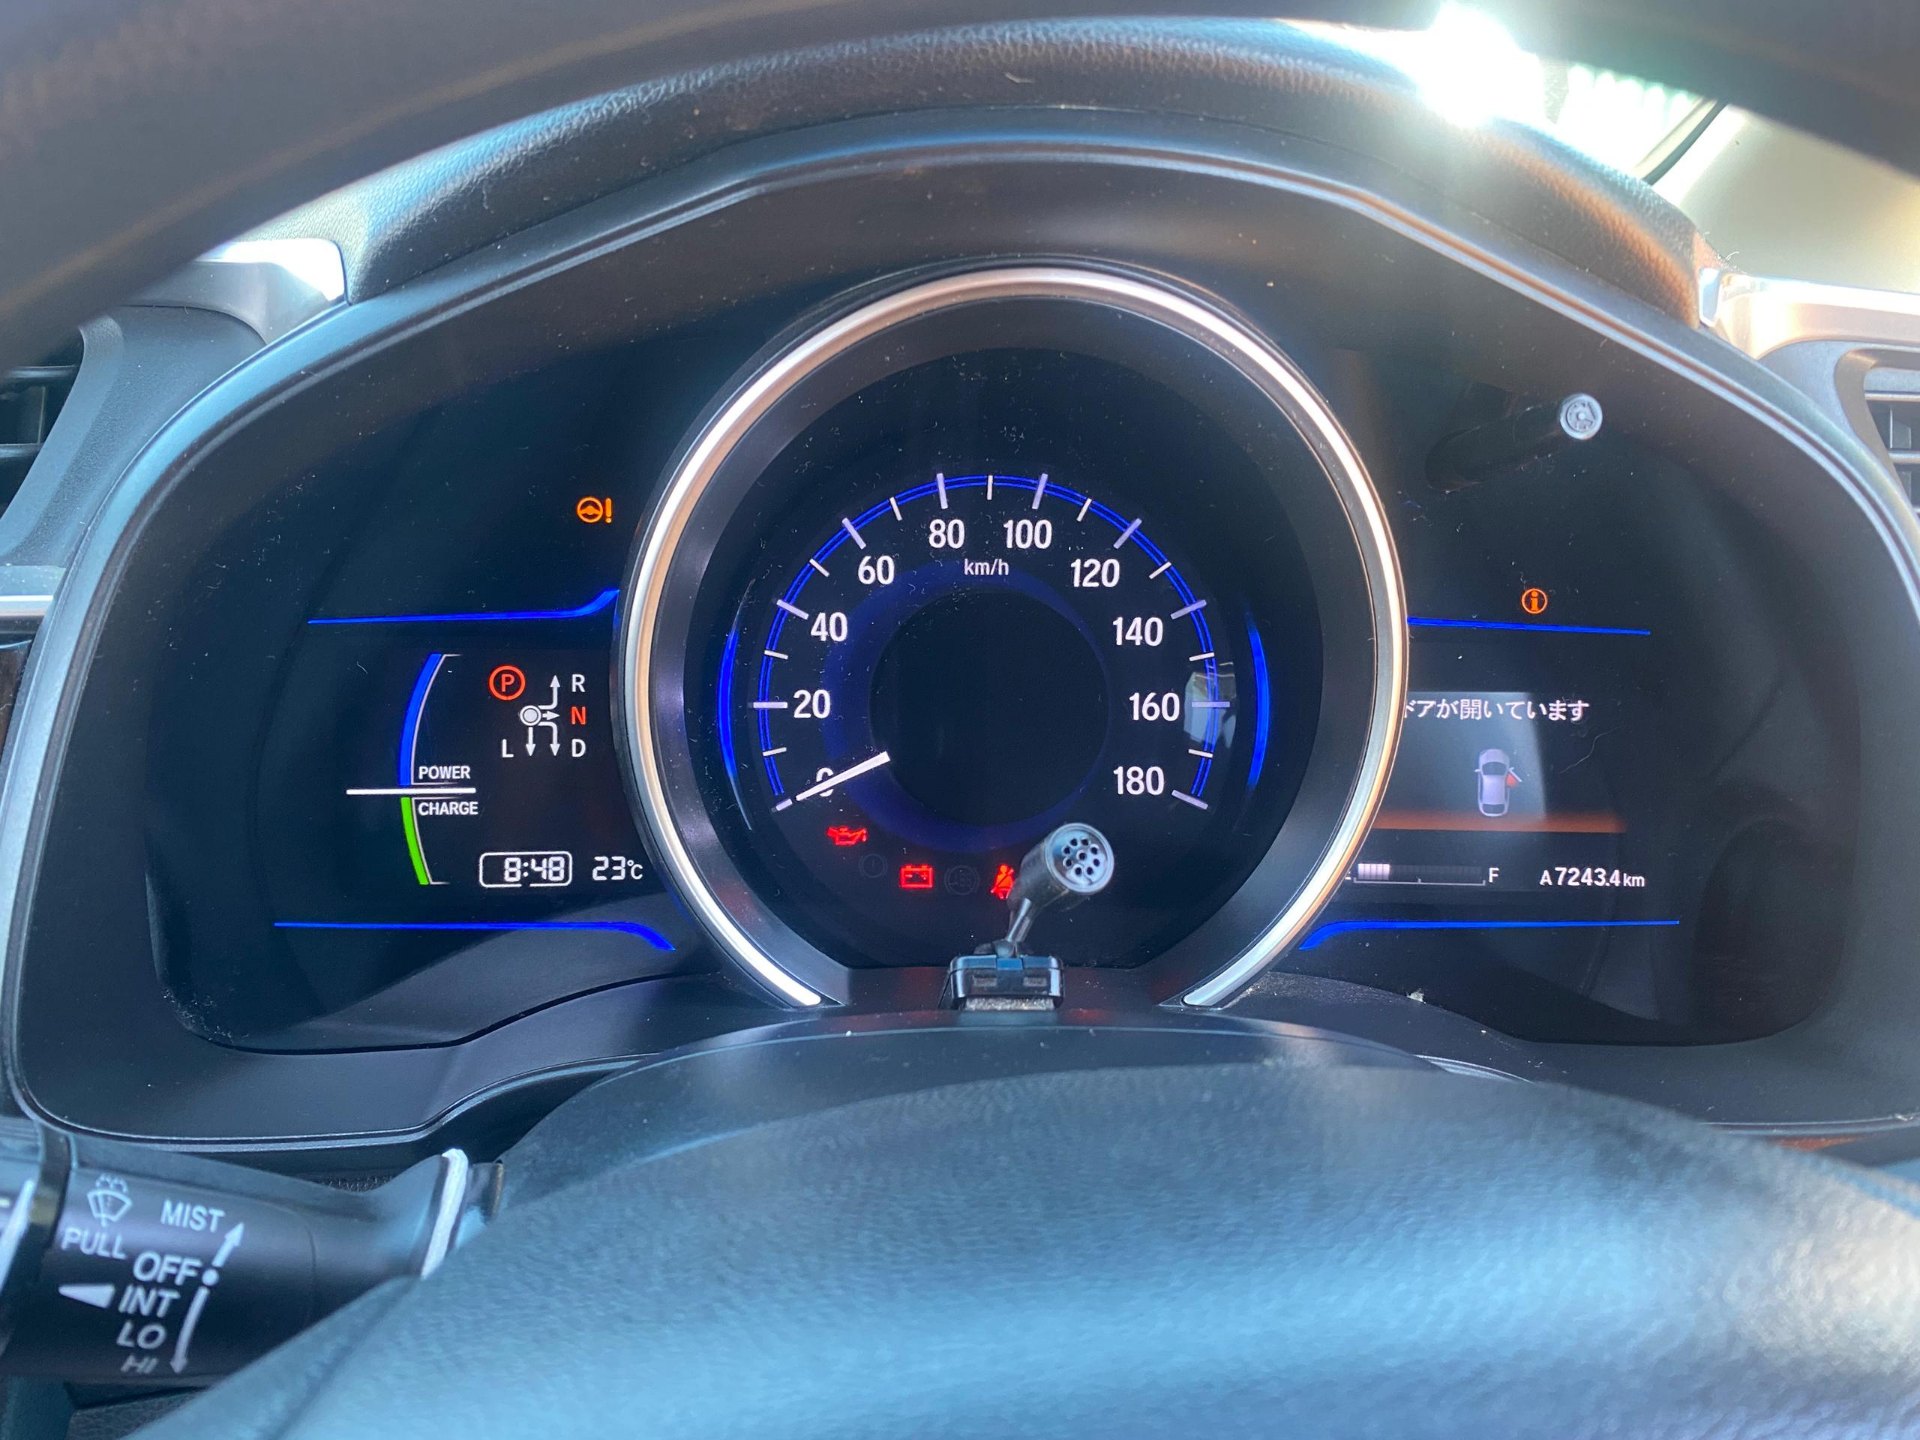 80
100
60
km/h
120
40
140
20
160
0
180
P
R
N
L
D
POWER
CHARGE
8:48
23℃
ドアが開いています
F
A 7243.4 km
MIST
PULL
OFF
INT
LO
HI